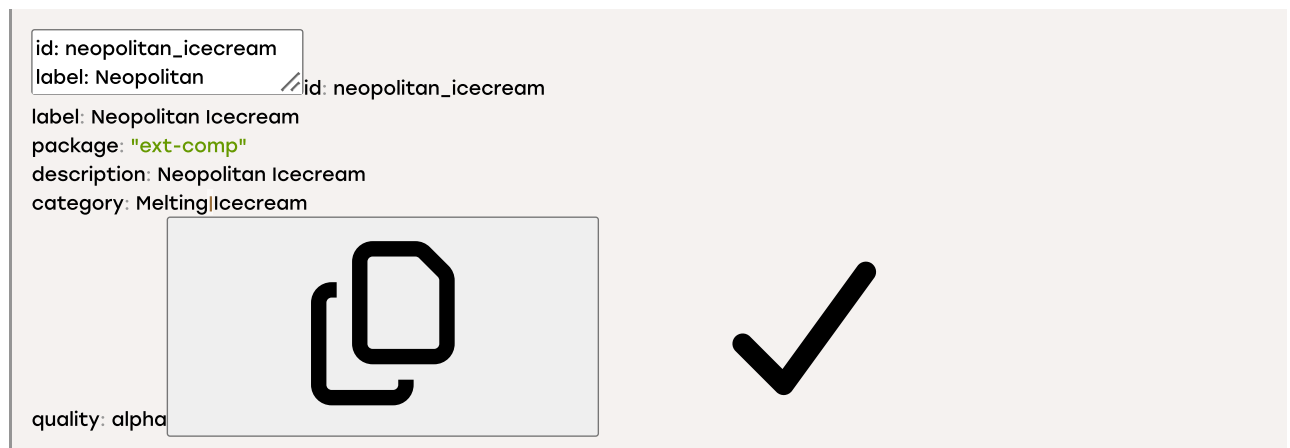 id: neopolitan_icecream
label: Neopolitan
id: neopolitan_icecream
label: Neopolitan Icecream
package: "ext-comp"
description: Neopolitan Icecream
category: Melting|Icecream
quality: alpha